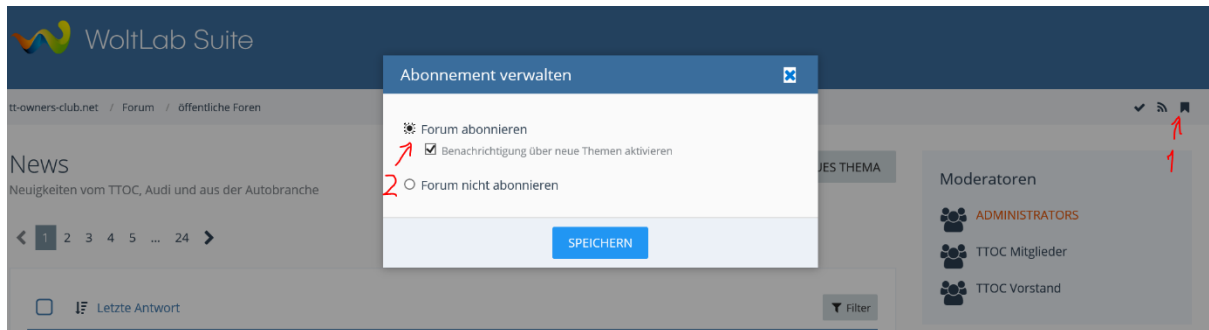 WoltLab Suite
Abonnement verwalten
tt-owners-club.net / Forum / öffentliche Foren
Forum abonnieren
Benachrichtigung über neue Themen aktivieren
2
Forum nicht abonnieren
SPEICHERN
1
News
Neuigkeiten vom TTOC, Audi und aus der Autobranche
UES THEMA
1 2 3 4 5 ... 24
Letzte Antwort
Filter
Moderatoren
ADMINISTRATORS
TTOC Mitglieder
TTOC Vorstand